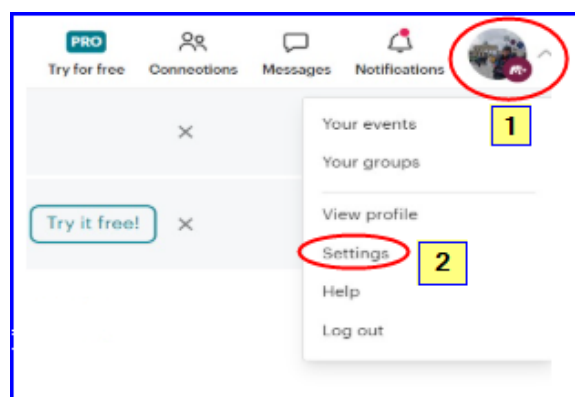 PRO
Try for free Connections Messages Notifications
Your events
1
Your groups
Try it free!
View profile
Settings
2
Help
Log out